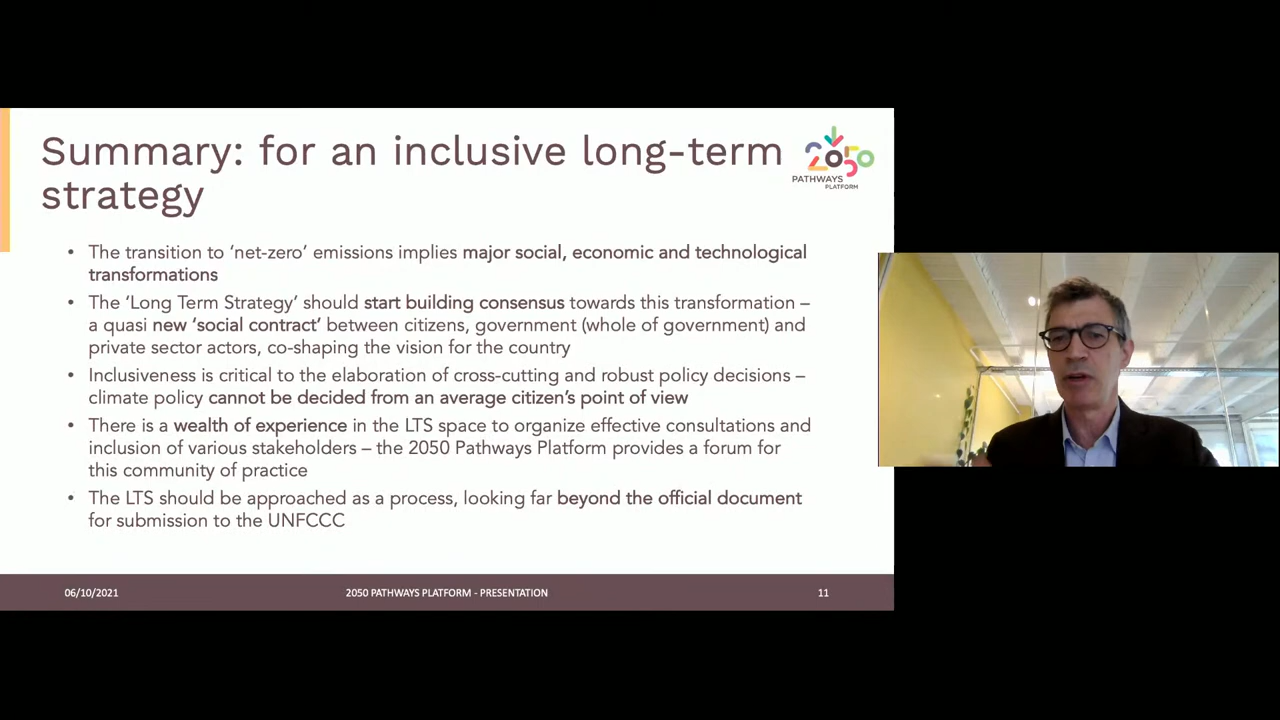 Summary: for an inclusive long-term
strategy
2050
PATHWAYS
PLATFORM
• The transition to ‘net-zero’ emissions implies major social, economic and technological
transformations
• The ‘Long Term Strategy’ should start building consensus towards this transformation –
a quasi new ‘social contract’ between citizens, government (whole of government) and
private sector actors, co-shaping the vision for the country
• Inclusiveness is critical to the elaboration of cross-cutting and robust policy decisions –
climate policy cannot be decided from an average citizen’s point of view
• There is a wealth of experience in the LTS space to organize effective consultations and
inclusion of various stakeholders – the 2050 Pathways Platform provides a forum for
this community of practice
• The LTS should be approached as a process, looking far beyond the official document
for submission to the UNFCCC
06/10/2021
2050 PATHWAYS PLATFORM - PRESENTATION
11